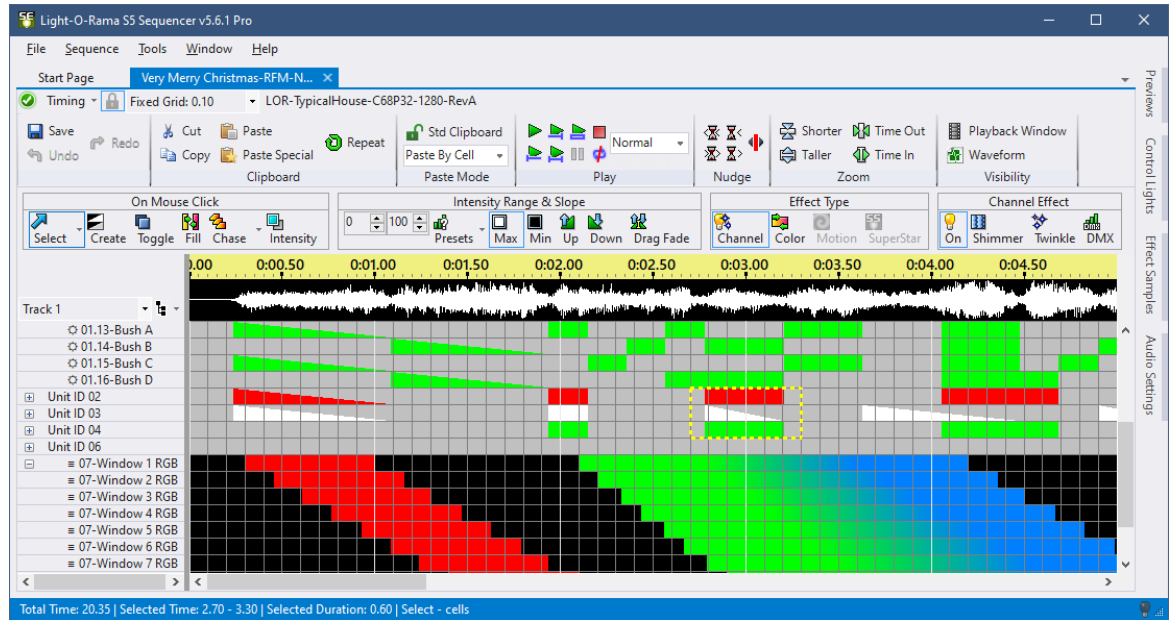 Light-O-Rama S5 Sequencer v5.6.1 Pro
File Sequence Tools Window Help
Start Page Very Merry Christmas-RFM-N...
Timing Fixed Grid: 0.10 LOR-TypicalHouse-C68P32-1280-RevA
Save Redo Cut Paste Repeat Std Clipboard Normal Shorter Time Out Playback Window
Undo Copy Paste Special Paste By Cell Taller Time In Waveform
Clipboard Paste Mode Play Nudge Zoom Visibility
On Mouse Click Intensity Range & Slope Effect Type Channel Effect
0 100
Select Create Toggle Fill Chase Intensity Presets Max Min Up Down Drag Fade Channel Color Motion SuperStar On Shimmer Twinkle DMX
0.00 0:00.50 0:01.00 0:01.50 0:02.00 0:02.50 0:03.00 0:03.50 0:04.00 0:04.50
Track 1
01.13-Bush A
01.14-Bush B
01.15-Bush C
01.16-Bush D
Unit ID 02
Unit ID 03
Unit ID 04
Unit ID 06
07-Window 1 RGB
07-Window 2 RGB
07-Window 3 RGB
07-Window 4 RGB
07-Window 5 RGB
07-Window 6 RGB
07-Window 7 RGB
Total Time: 20.35 | Selected Time: 2.70 - 3.30 | Selected Duration: 0.60 | Select - cells
Previews
Control Lights
Effect Samples
Audio Settings